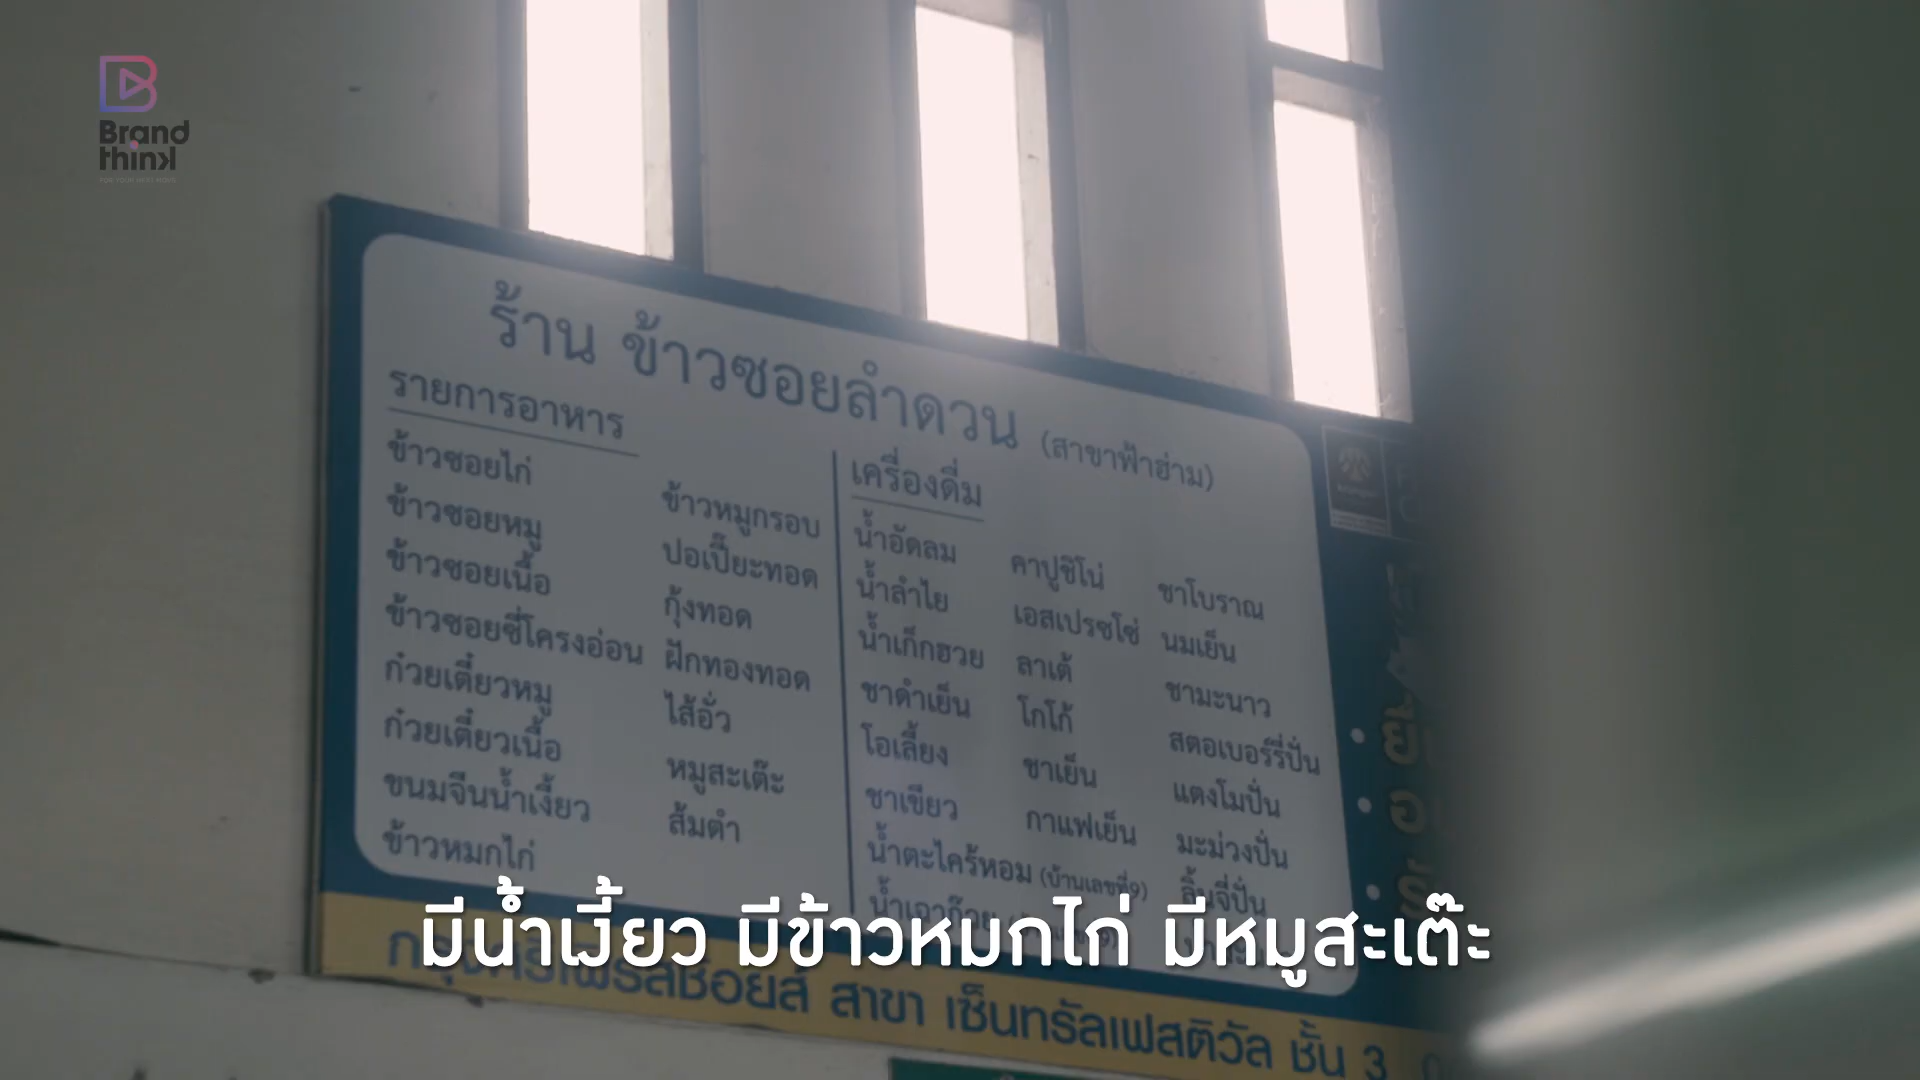 Brand
think
FOR YOUR NEXT MOVE
ร้าน ข้าวซอยลำดวน (สาขาฟ้าฮ่าม)
รายการอาหาร
ข้าวซอยไก่
ข้าวซอยหมู
ข้าวซอยเนื้อ
ข้าวซอยซี่โครงอ่อน
ก๋วยเตี๋ยวหมู
ก๋วยเตี๋ยวเนื้อ
ขนมจีนน้ำเงี้ยว
ข้าวหมกไก่
ข้าวหมูกรอบ
ปอเปี๊ยะทอด
กุ้งทอด
ฝักทองทอด
ไส้อั่ว
หมูสะเต๊ะ
ส้มตำ
เครื่องดื่ม
น้ำอัดลม
น้ำลำไย
น้ำเก็กฮวย
ชาดำเย็น
โอเลี้ยง
ชาเขียว
น้ำตะไคร้หอม (บ้านเลขที่9)
คาปูชิโน่
เอสเปรซโซ่
ลาเต้
โกโก้
ชาเย็น
กาแฟเย็น
ชาโบราณ
นมเย็น
ชามะนาว
สตอเบอร์รี่ปั่น
แตงโมปั่น
มะม่วงปั่น
ลิ้นจี่ปั่น
มีน้ำเงี้ยว มีข้าวหมกไก่ มีหมูสะเต๊ะ
สาขา เซ็นทรัลเฟสติวัล ชั้น 3